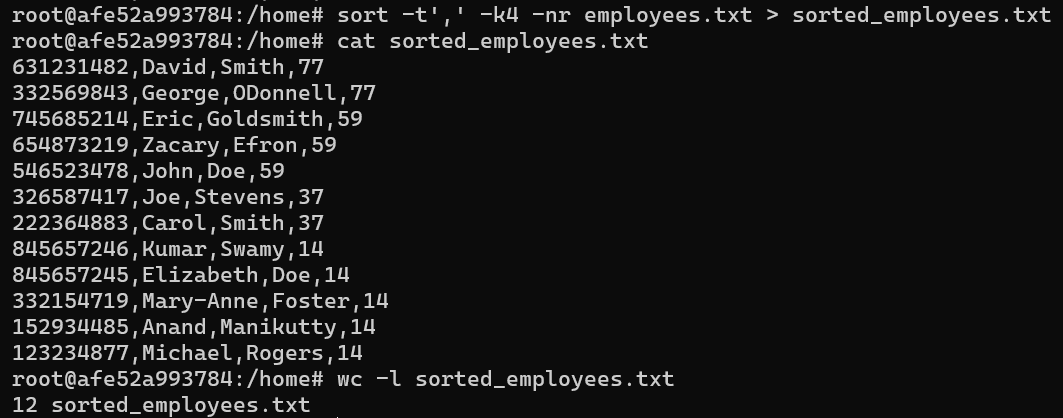 root@afe52a993784:/home# sort -t',' -k4 -nr employees.txt > sorted_employees.txt
root@afe52a993784:/home# cat sorted_employees.txt
631231482,David,Smith,77
332569843,George,ODonnell,77
745685214,Eric,Goldsmith,59
654873219,Zacary,Efron,59
546523478,John,Doe,59
326587417,Joe,Stevens,37
222364883,Carol,Smith,37
845657246,Kumar,Swamy,14
845657245,Elizabeth,Doe,14
332154719,Mary-Anne,Foster,14
152934485,Anand,Manikutty,14
123234877,Michael,Rogers,14
root@afe52a993784:/home# wc -l sorted_employees.txt
12 sorted_employees.txt